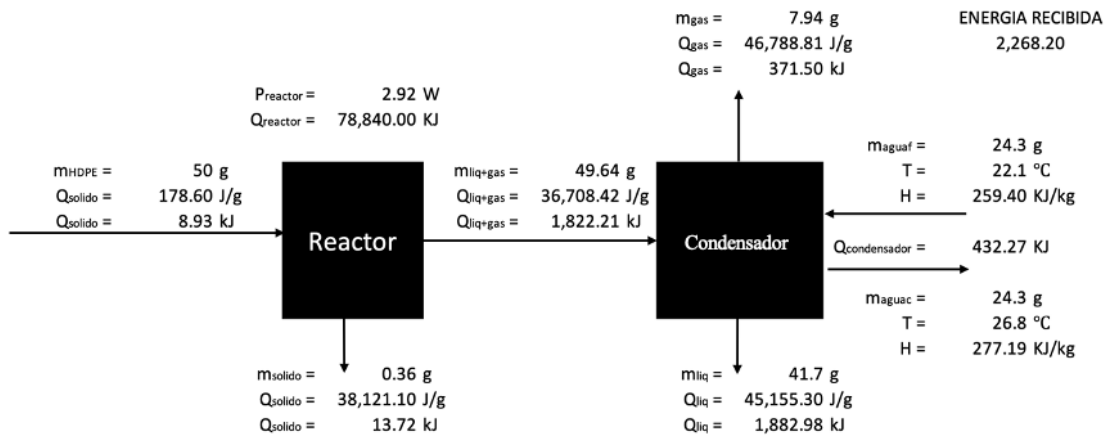 mgas = 7.94 g
Qgas = 46,788.81 J/g
Qgas = 371.50 kJ
ENERGIA RECIBIDA
2,268.20
Preactor = 2.92 W
Qreactor = 78,840.00 KJ
mHDPE = 50 g
Qsolido = 178.60 J/g
Qsolido = 8.93 kJ
Reactor
mliq+gas = 49.64 g
Qliq+gas = 36,708.42 J/g
Qliq+gas = 1,822.21 kJ
Condensador
maguaf = 24.3 g
T = 22.1 °C
H = 259.40 KJ/kg
Qcondensador = 432.27 KJ
maguac = 24.3 g
T = 26.8 °C
H = 277.19 KJ/kg
msolido = 0.36 g
Qsolido = 38,121.10 J/g
Qsolido = 13.72 kJ
mliq = 41.7 g
Qliq = 45,155.30 J/g
Qliq = 1,882.98 kJ